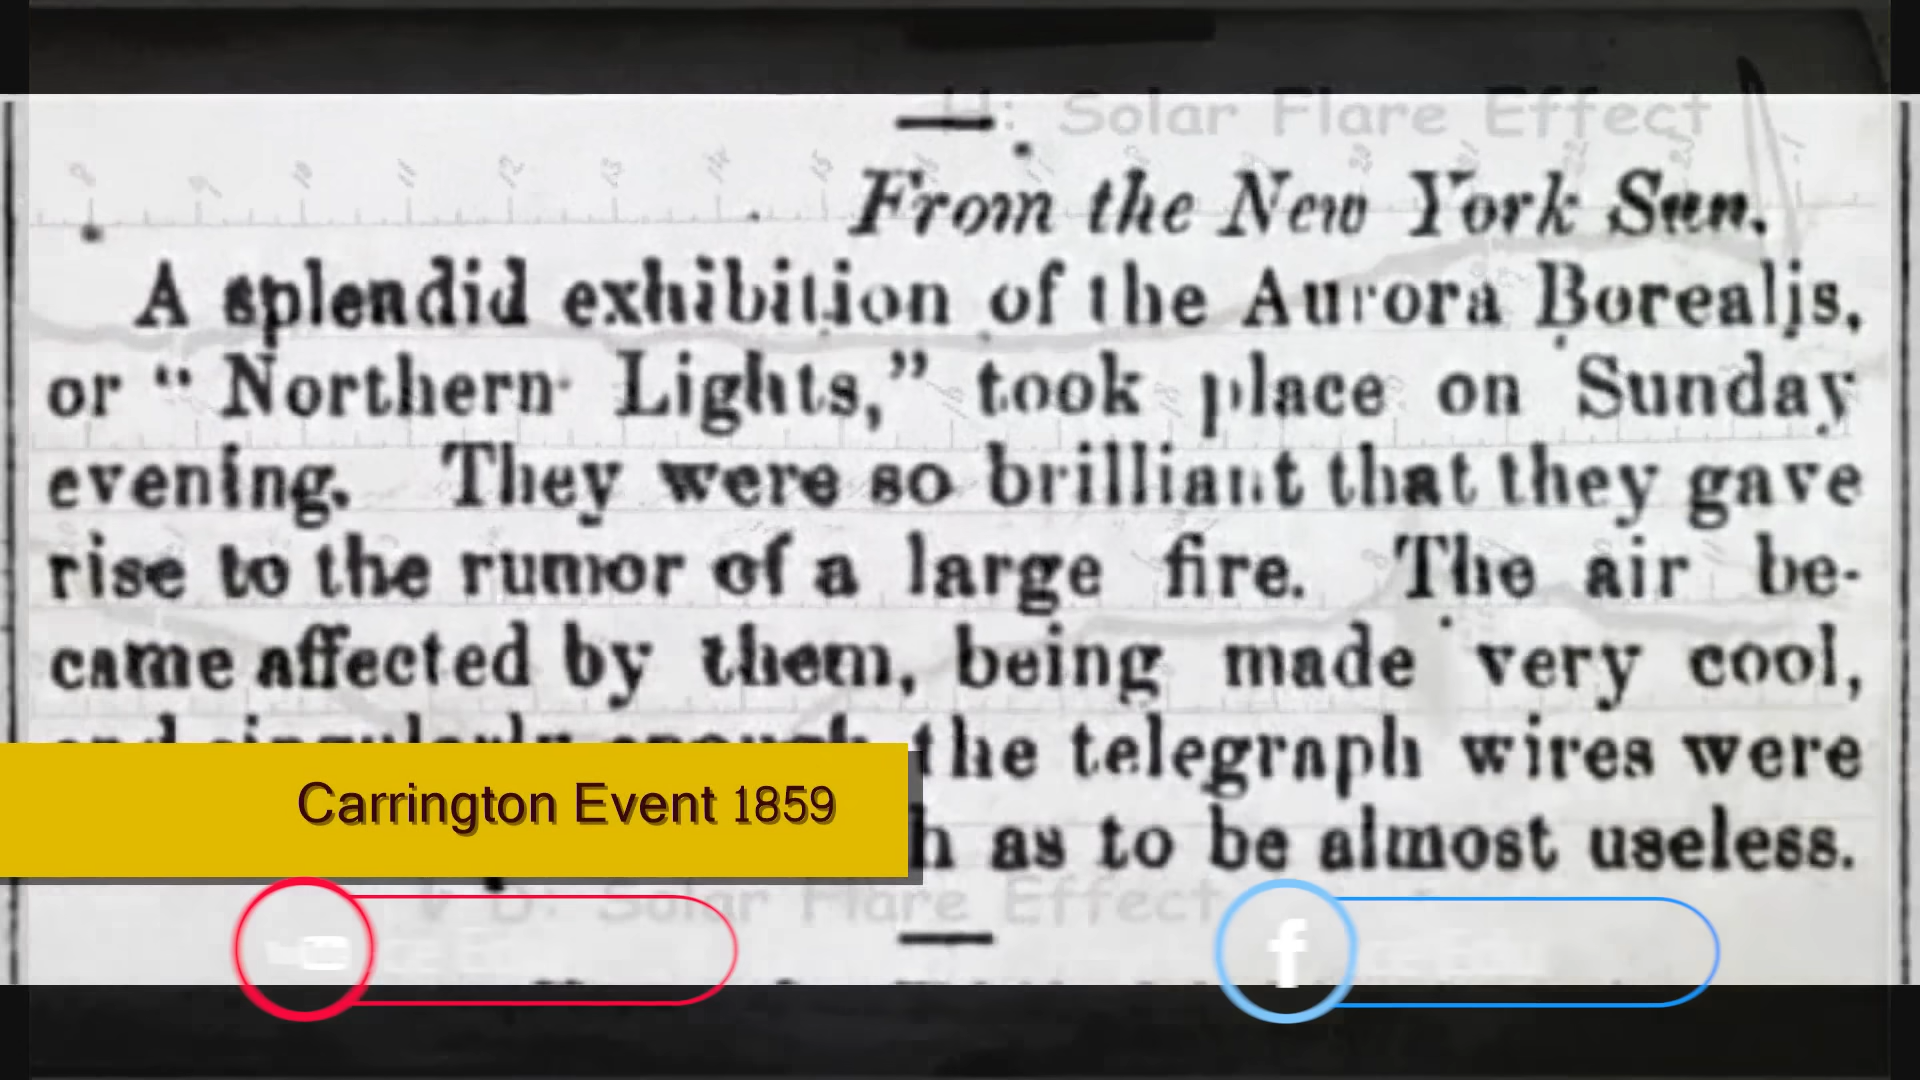 H: Solar Flare Effect
From the New York Sun.
A splendid exhibition of the Aurora Borealis,
or "Northern Lights," took place on Sunday
evening. They were so brilliant that they gave
rise to the rumor of a large fire. The air be-
came affected by them, being made very cool,
and singularly enough the telegraph wires were
as to be almost useless.
Carrington Event 1859
D: Solar Flare Effect
f